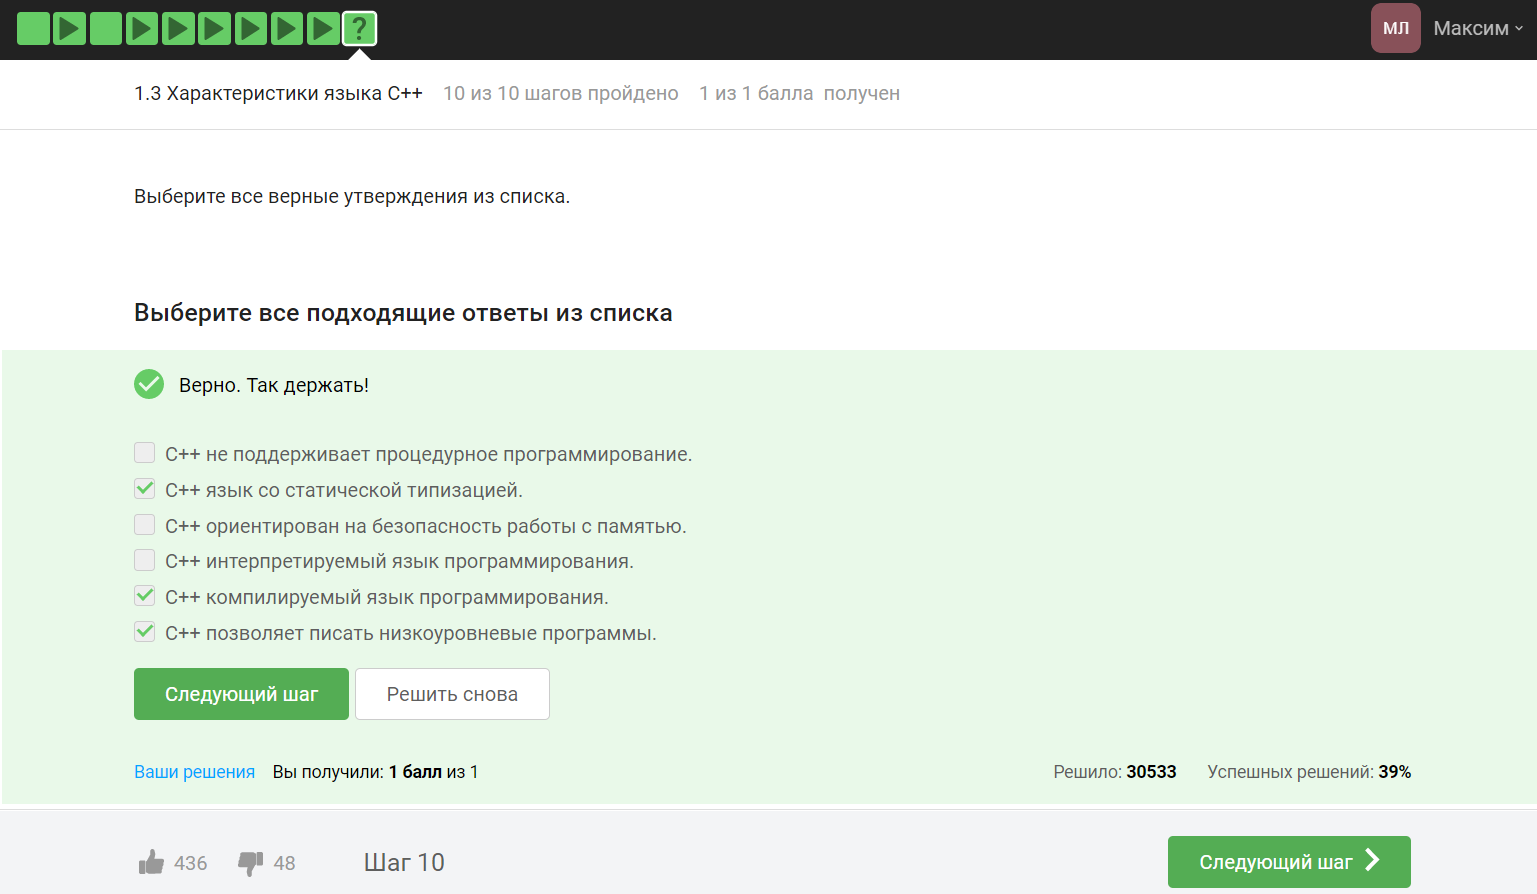 ?
МЛ Максим
1.3 Характеристики языка C++ 10 из 10 шагов пройдено 1 из 1 балла получен
Выберите все верные утверждения из списка.
Выберите все подходящие ответы из списка
Верно. Так держать!
C++ не поддерживает процедурное программирование.
C++ язык со статической типизацией.
C++ ориентирован на безопасность работы с памятью.
C++ интерпретируемый язык программирования.
C++ компилируемый язык программирования.
C++ позволяет писать низкоуровневые программы.
Следующий шаг Решить снова
Ваши решения Вы получили: 1 балл из 1 Решило: 30533 Успешных решений: 39%
436 48 Шаг 10 Следующий шаг